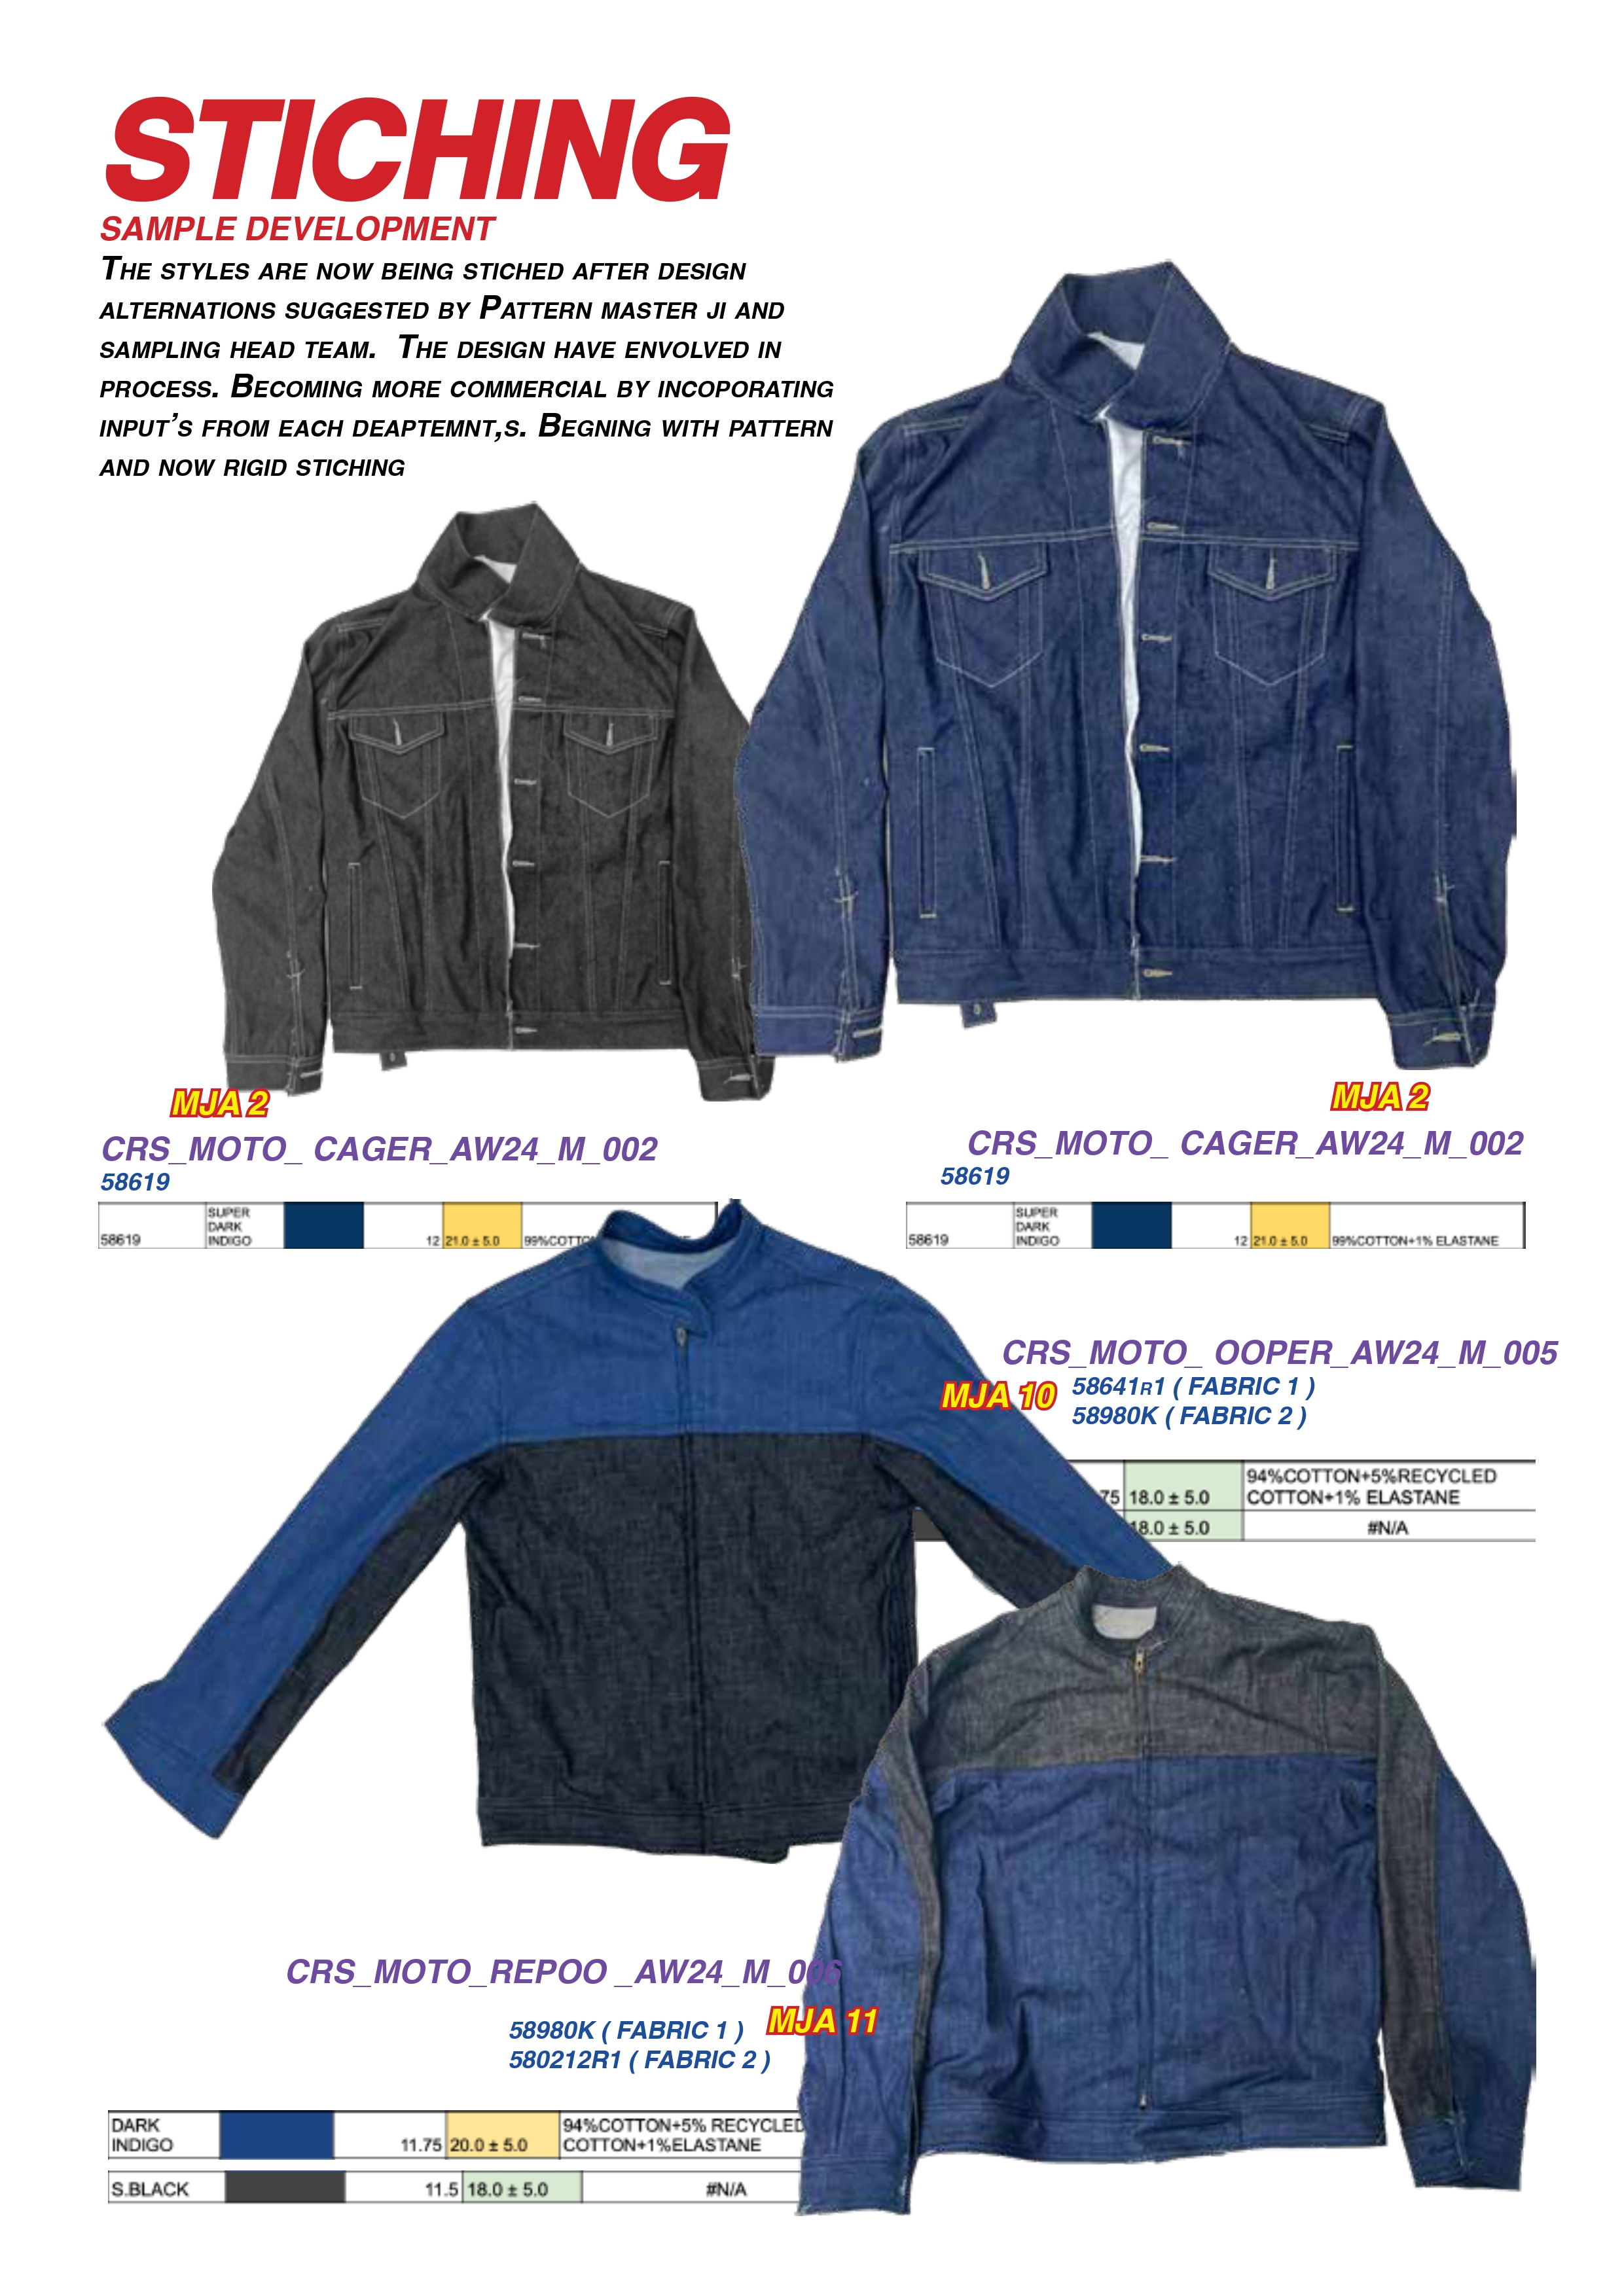 STICHING
SAMPLE DEVELOPMENT
The styles are now being stiched after design
alternations suggested by Pattern master ji and
sampling head team.  The design have envolved in
process. Becoming more commercial by incoporating
input's from each deaptemnt,s. Begning with pattern
and now rigid stiching
MJA 2
CRS_MOTO_ CAGER_AW24_M_002
58619
58619 SUPER DARK INDIGO 12 21.0 ± 5.0
MJA 2
CRS_MOTO_ CAGER_AW24_M_002
58619
58619 SUPER DARK INDIGO 12 21.0 ± 5.0 99%COTTON+1% ELASTANE
CRS_MOTO_ OOPER_AW24_M_005
MJA 10
58641R1 ( FABRIC 1 )
58980K ( FABRIC 2 )
75 18.0 ± 5.0 94%COTTON+5%RECYCLED
COTTON+1% ELASTANE
18.0 ± 5.0 #N/A
CRS_MOTO_REPOO _AW24_M_006
MJA 11
58980K ( FABRIC 1 )
580212R1 ( FABRIC 2 )
DARK INDIGO 11.75 20.0 ± 5.0 94%COTTON+5% RECYCLED
COTTON+1%ELASTANE
S.BLACK 11.5 18.0 ± 5.0 #N/A